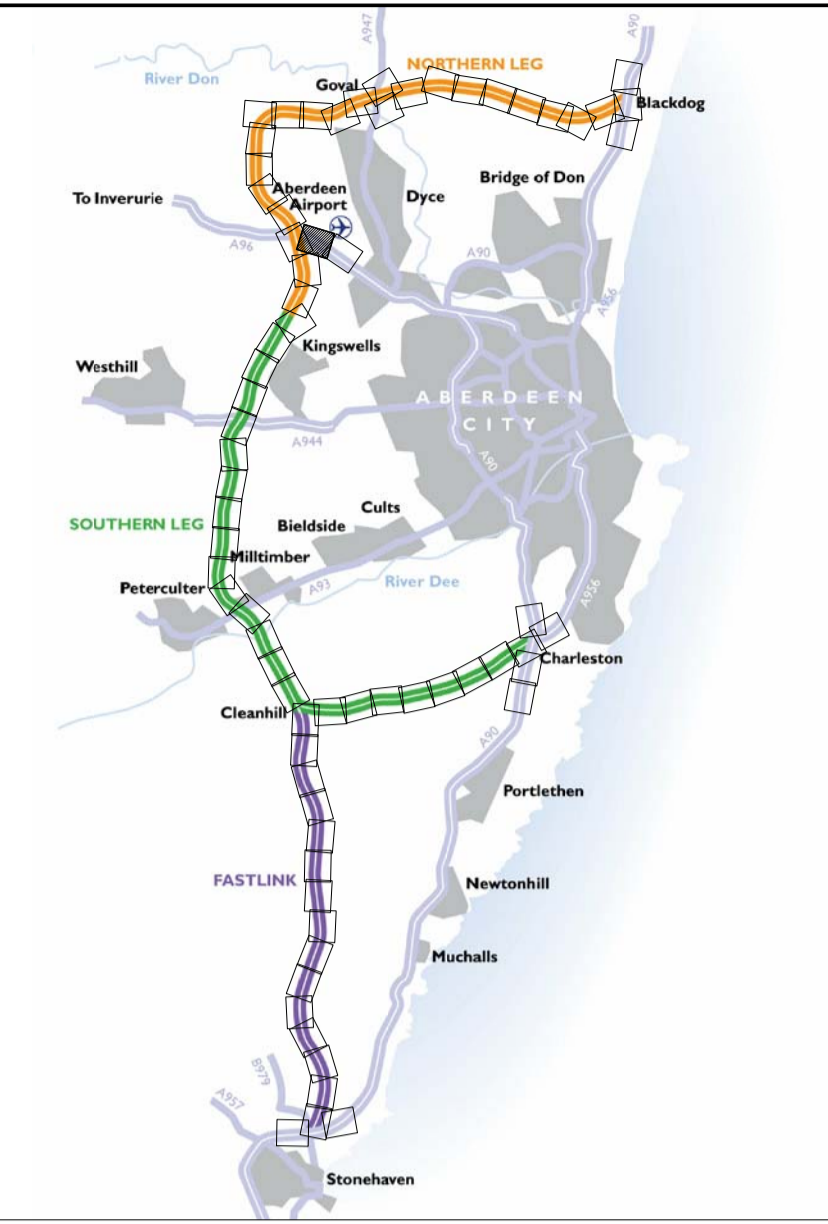 A947
A90
NORTHERN LEG
River Don
Goval
Blackdog
Bridge of Don
Aberdeen
Airport
Dyce
To Inverurie
A96
A90
A956
Kingswells
Westhill
ABERDEEN
CITY
A944
A90
Cults
SOUTHERN LEG
Bieldside
Milltimber
Peterculter
A93
River Dee
A956
Charleston
Cleanhill
A90
Portlethen
FASTLINK
Newtonhill
Muchalls
B979
A957
Stonehaven